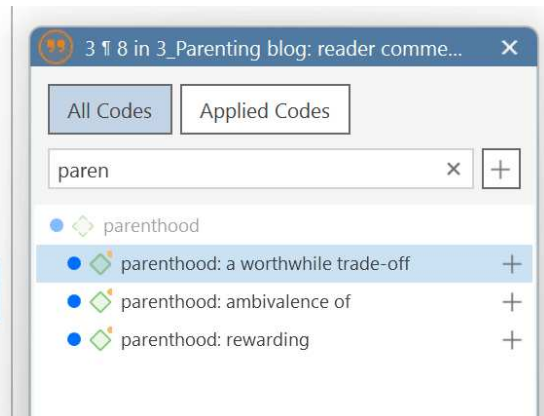 3 ¶ 8 in 3_Parenting blog: reader comme...
All Codes
Applied Codes
paren
parenthood
parenthood: a worthwhile trade-off
parenthood: ambivalence of
parenthood: rewarding